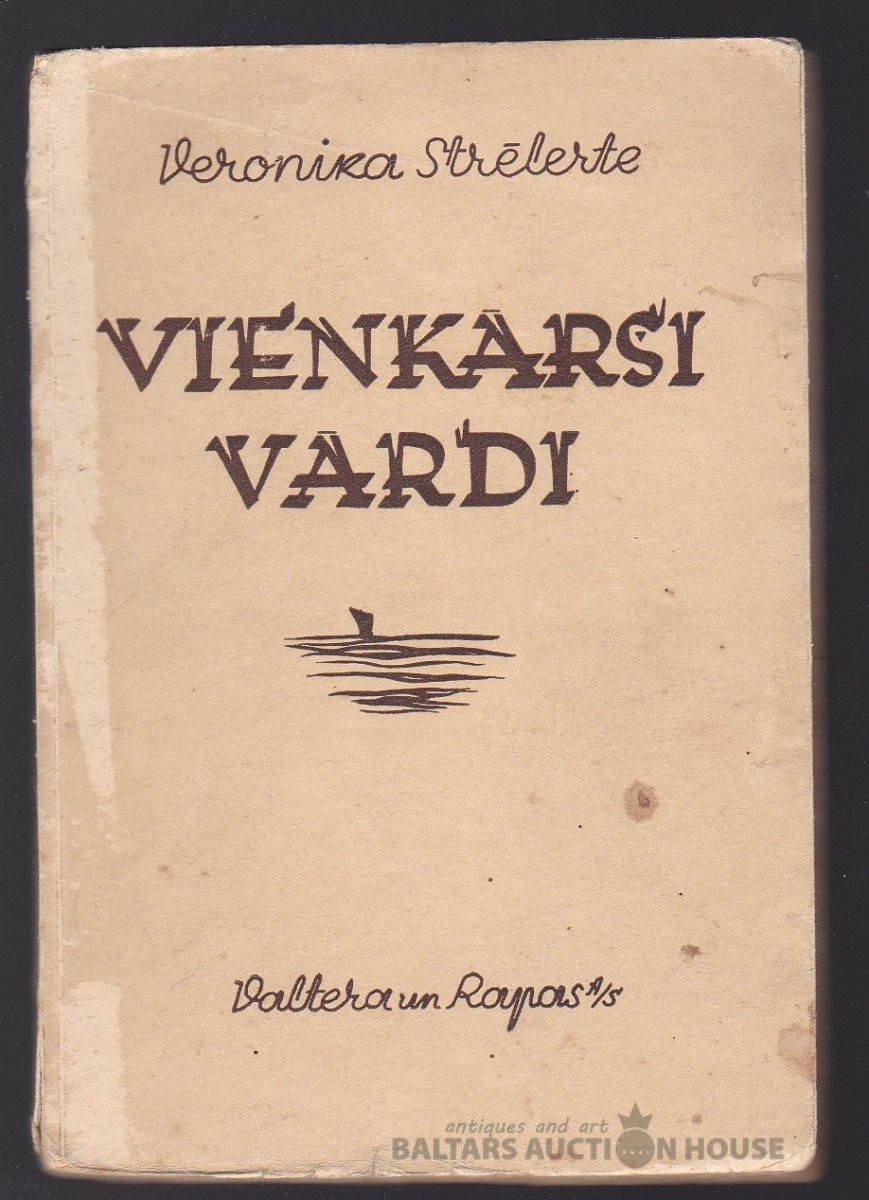 Veronika Strēlerte
VIENKĀRŠI
VĀRDI
Valtera un Rapas A/S
antiques and art
BALTARS AUCTION HOUSE